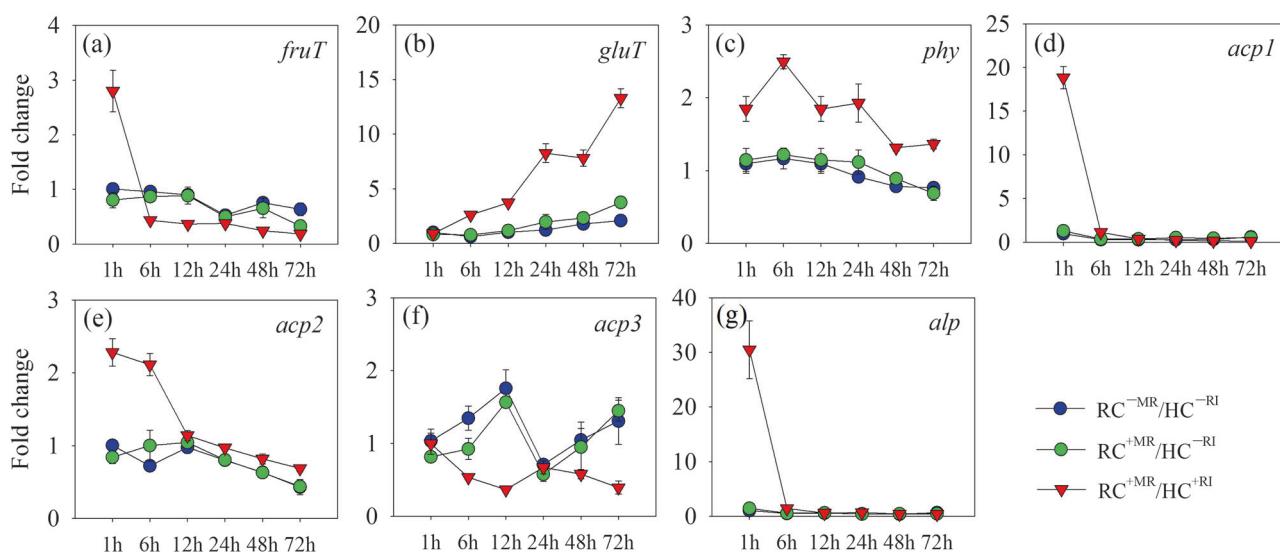 (a) fruT
4
3
2
1
0
Fold change
1h 6h 12h 24h 48h 72h
(b) gluT
20
15
10
5
0
1h 6h 12h 24h 48h 72h
(c) phy
3
2
1
0
1h 6h 12h 24h 48h 72h
(d) acp1
25
20
15
10
5
0
1h 6h 12h 24h 48h 72h
(e) acp2
3
2
1
0
Fold change
1h 6h 12h 24h 48h 72h
(f) acp3
3
2
1
0
1h 6h 12h 24h 48h 72h
(g) alp
40
30
20
10
0
1h 6h 12h 24h 48h 72h
RC−MR/HC−RI
RC+MR/HC−RI
RC+MR/HC+RI